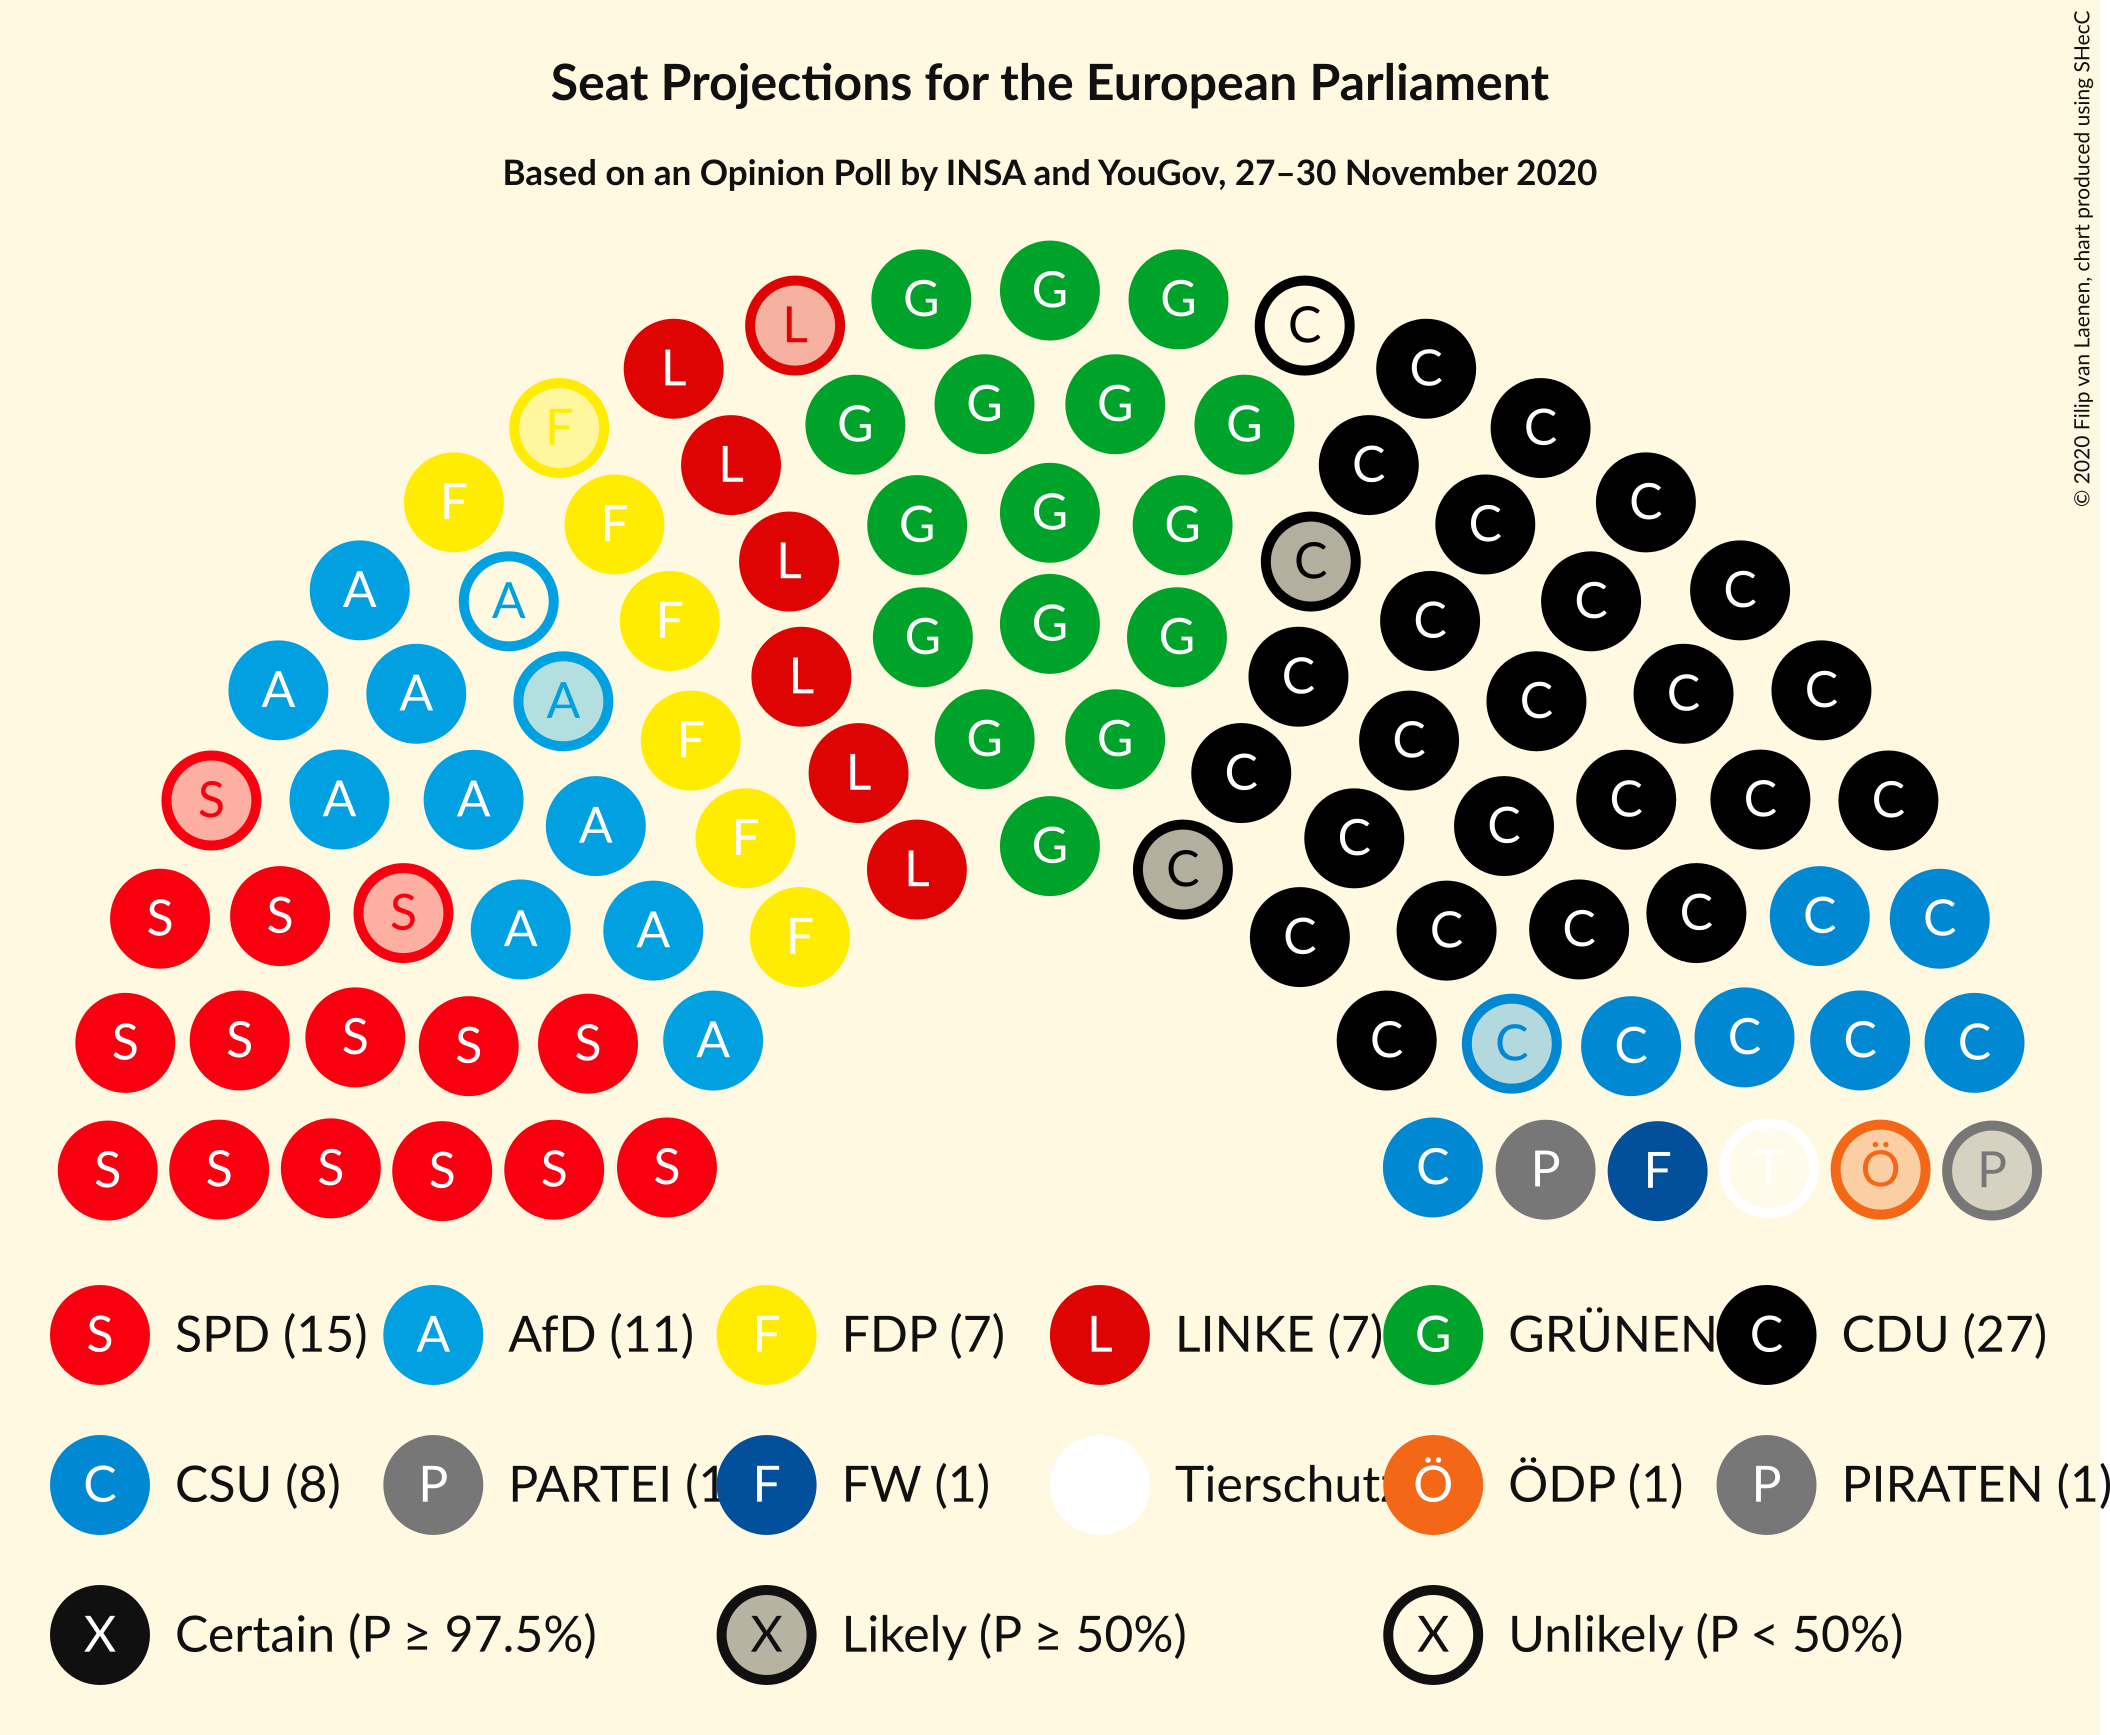 Seat Projections for the European Parliament
Based on an Opinion Poll by INSA and YouGov, 27–30 November 2020
© 2020 Filip van Laenen, chart produced using SHecC
G G G
L C
L C
G G G G
F C
L C
F C
F G G G C
L C
A A C C
F C
L G G G C
A A A C C C
F G G C
L C
S A A A F C C C C C
L G C
S S S A A F C C C C C C
S S S S S A C C C C C C
S S S S S S C P F T Ö P
S SPD (15) A AfD (11) F FDP (7) L LINKE (7) G GRÜNEN C CDU (27)
C CSU (8) P PARTEI (1 F FW (1) Tierschutz Ö ÖDP (1) P PIRATEN (1)
X Certain (P ≥ 97.5%) X Likely (P ≥ 50%) X Unlikely (P < 50%)